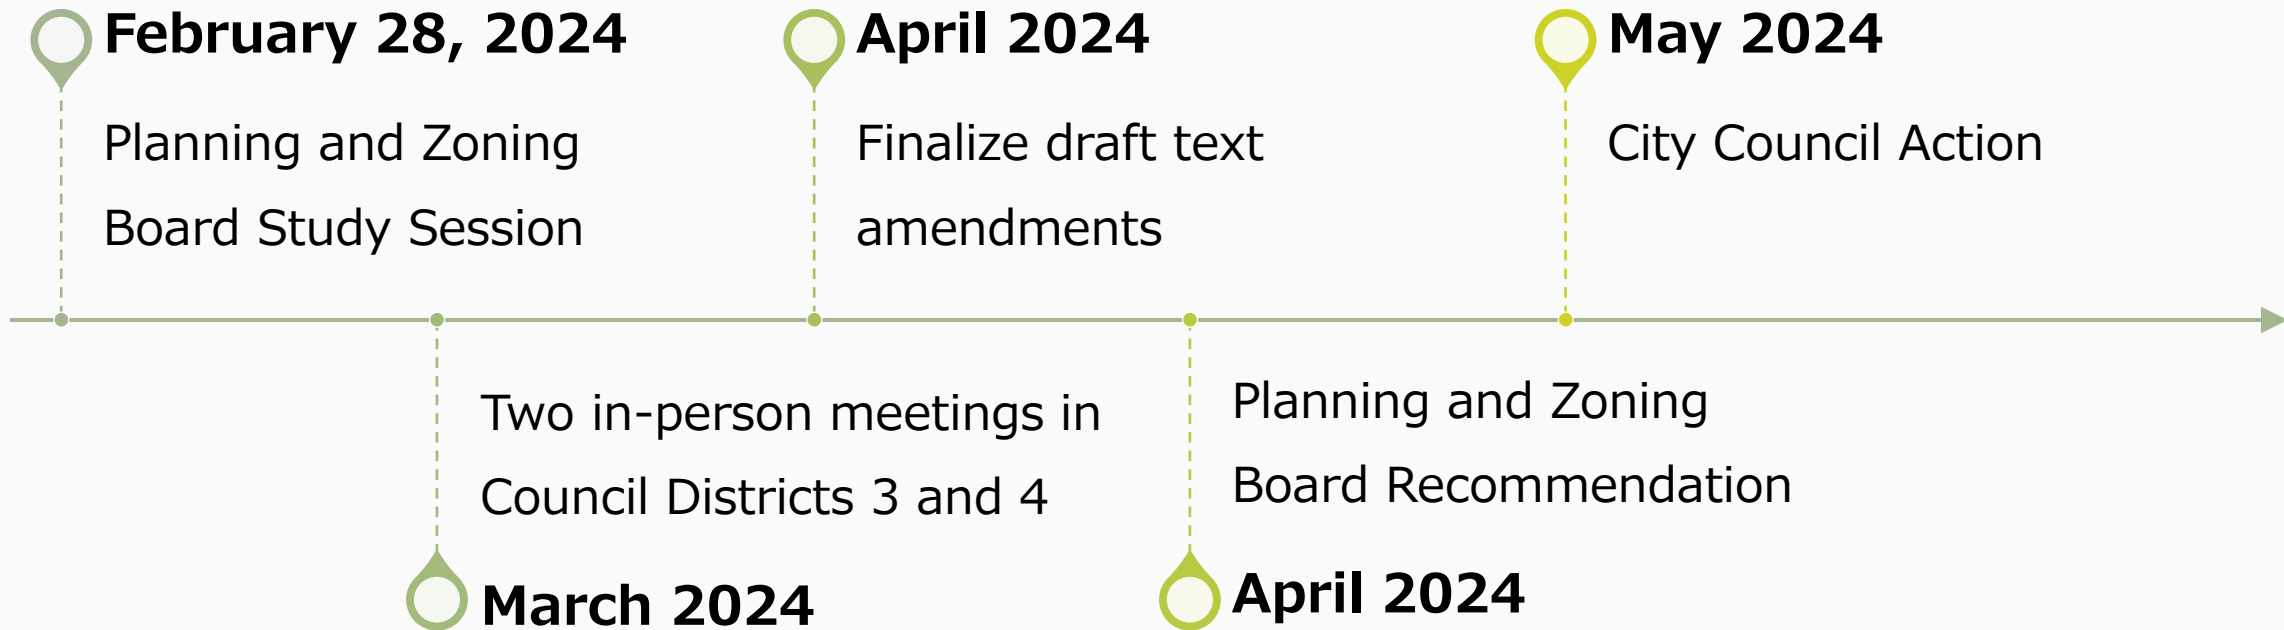 February 28, 2024
Planning and Zoning
Board Study Session
Two in-person meetings in
Council Districts 3 and 4
March 2024
April 2024
Finalize draft text
amendments
Planning and Zoning
Board Recommendation
April 2024
May 2024
City Council Action